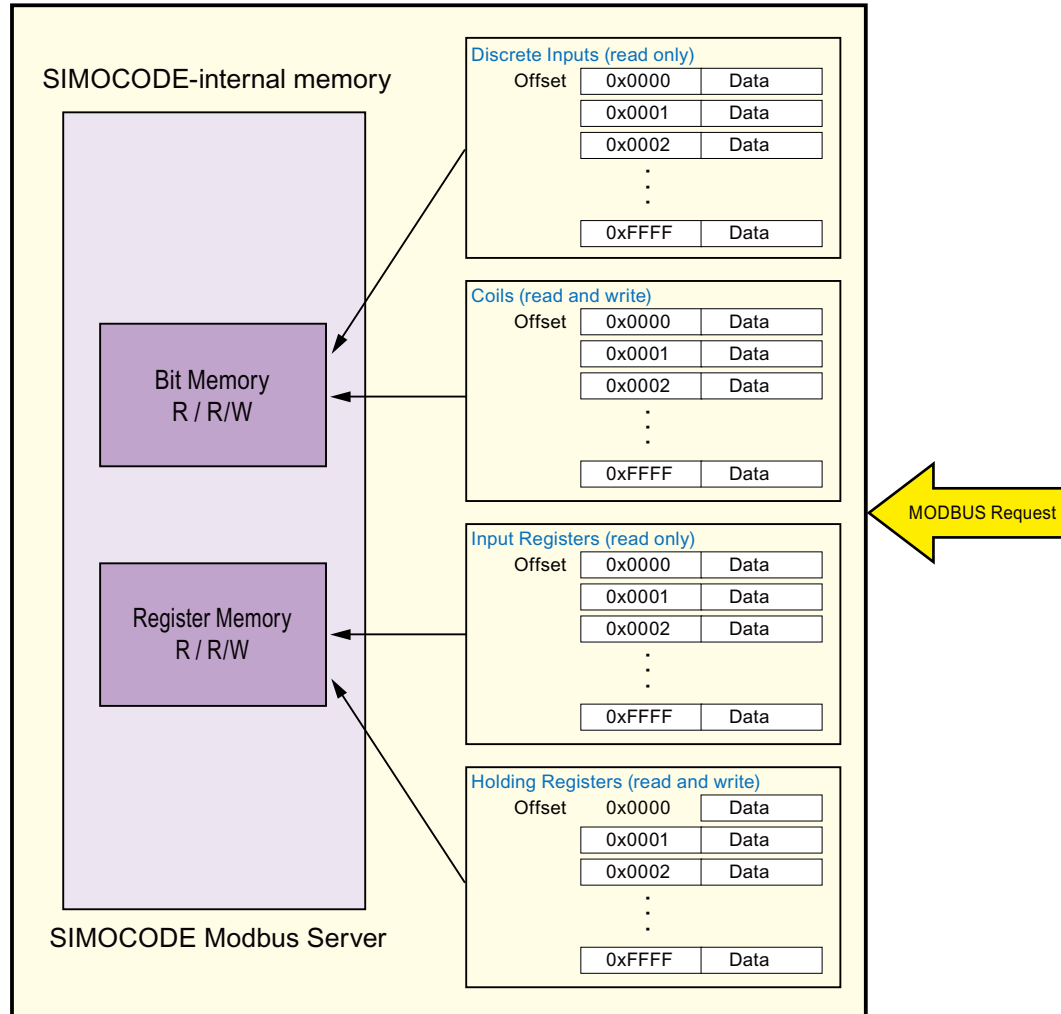 SIMOCODE-internal memory
Bit Memory
R / R/W
Register Memory
R / R/W
SIMOCODE Modbus Server
Discrete Inputs (read only)
Offset 0x0000 Data
0x0001 Data
0x0002 Data
0xFFFF Data
Coils (read and write)
Offset 0x0000 Data
0x0001 Data
0x0002 Data
0xFFFF Data
Input Registers (read only)
Offset 0x0000 Data
0x0001 Data
0x0002 Data
0xFFFF Data
Holding Registers (read and write)
Offset 0x0000 Data
0x0001 Data
0x0002 Data
0xFFFF Data
MODBUS Request